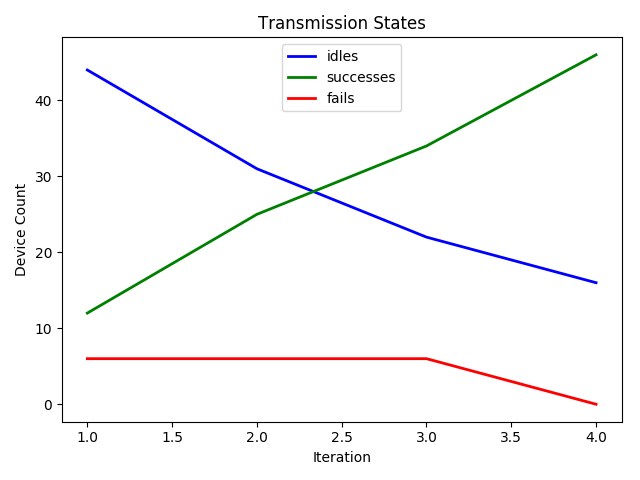 Transmission States
idles
successes
fails
Device Count
40
30
20
10
0
1.0 1.5 2.0 2.5 3.0 3.5 4.0
Iteration